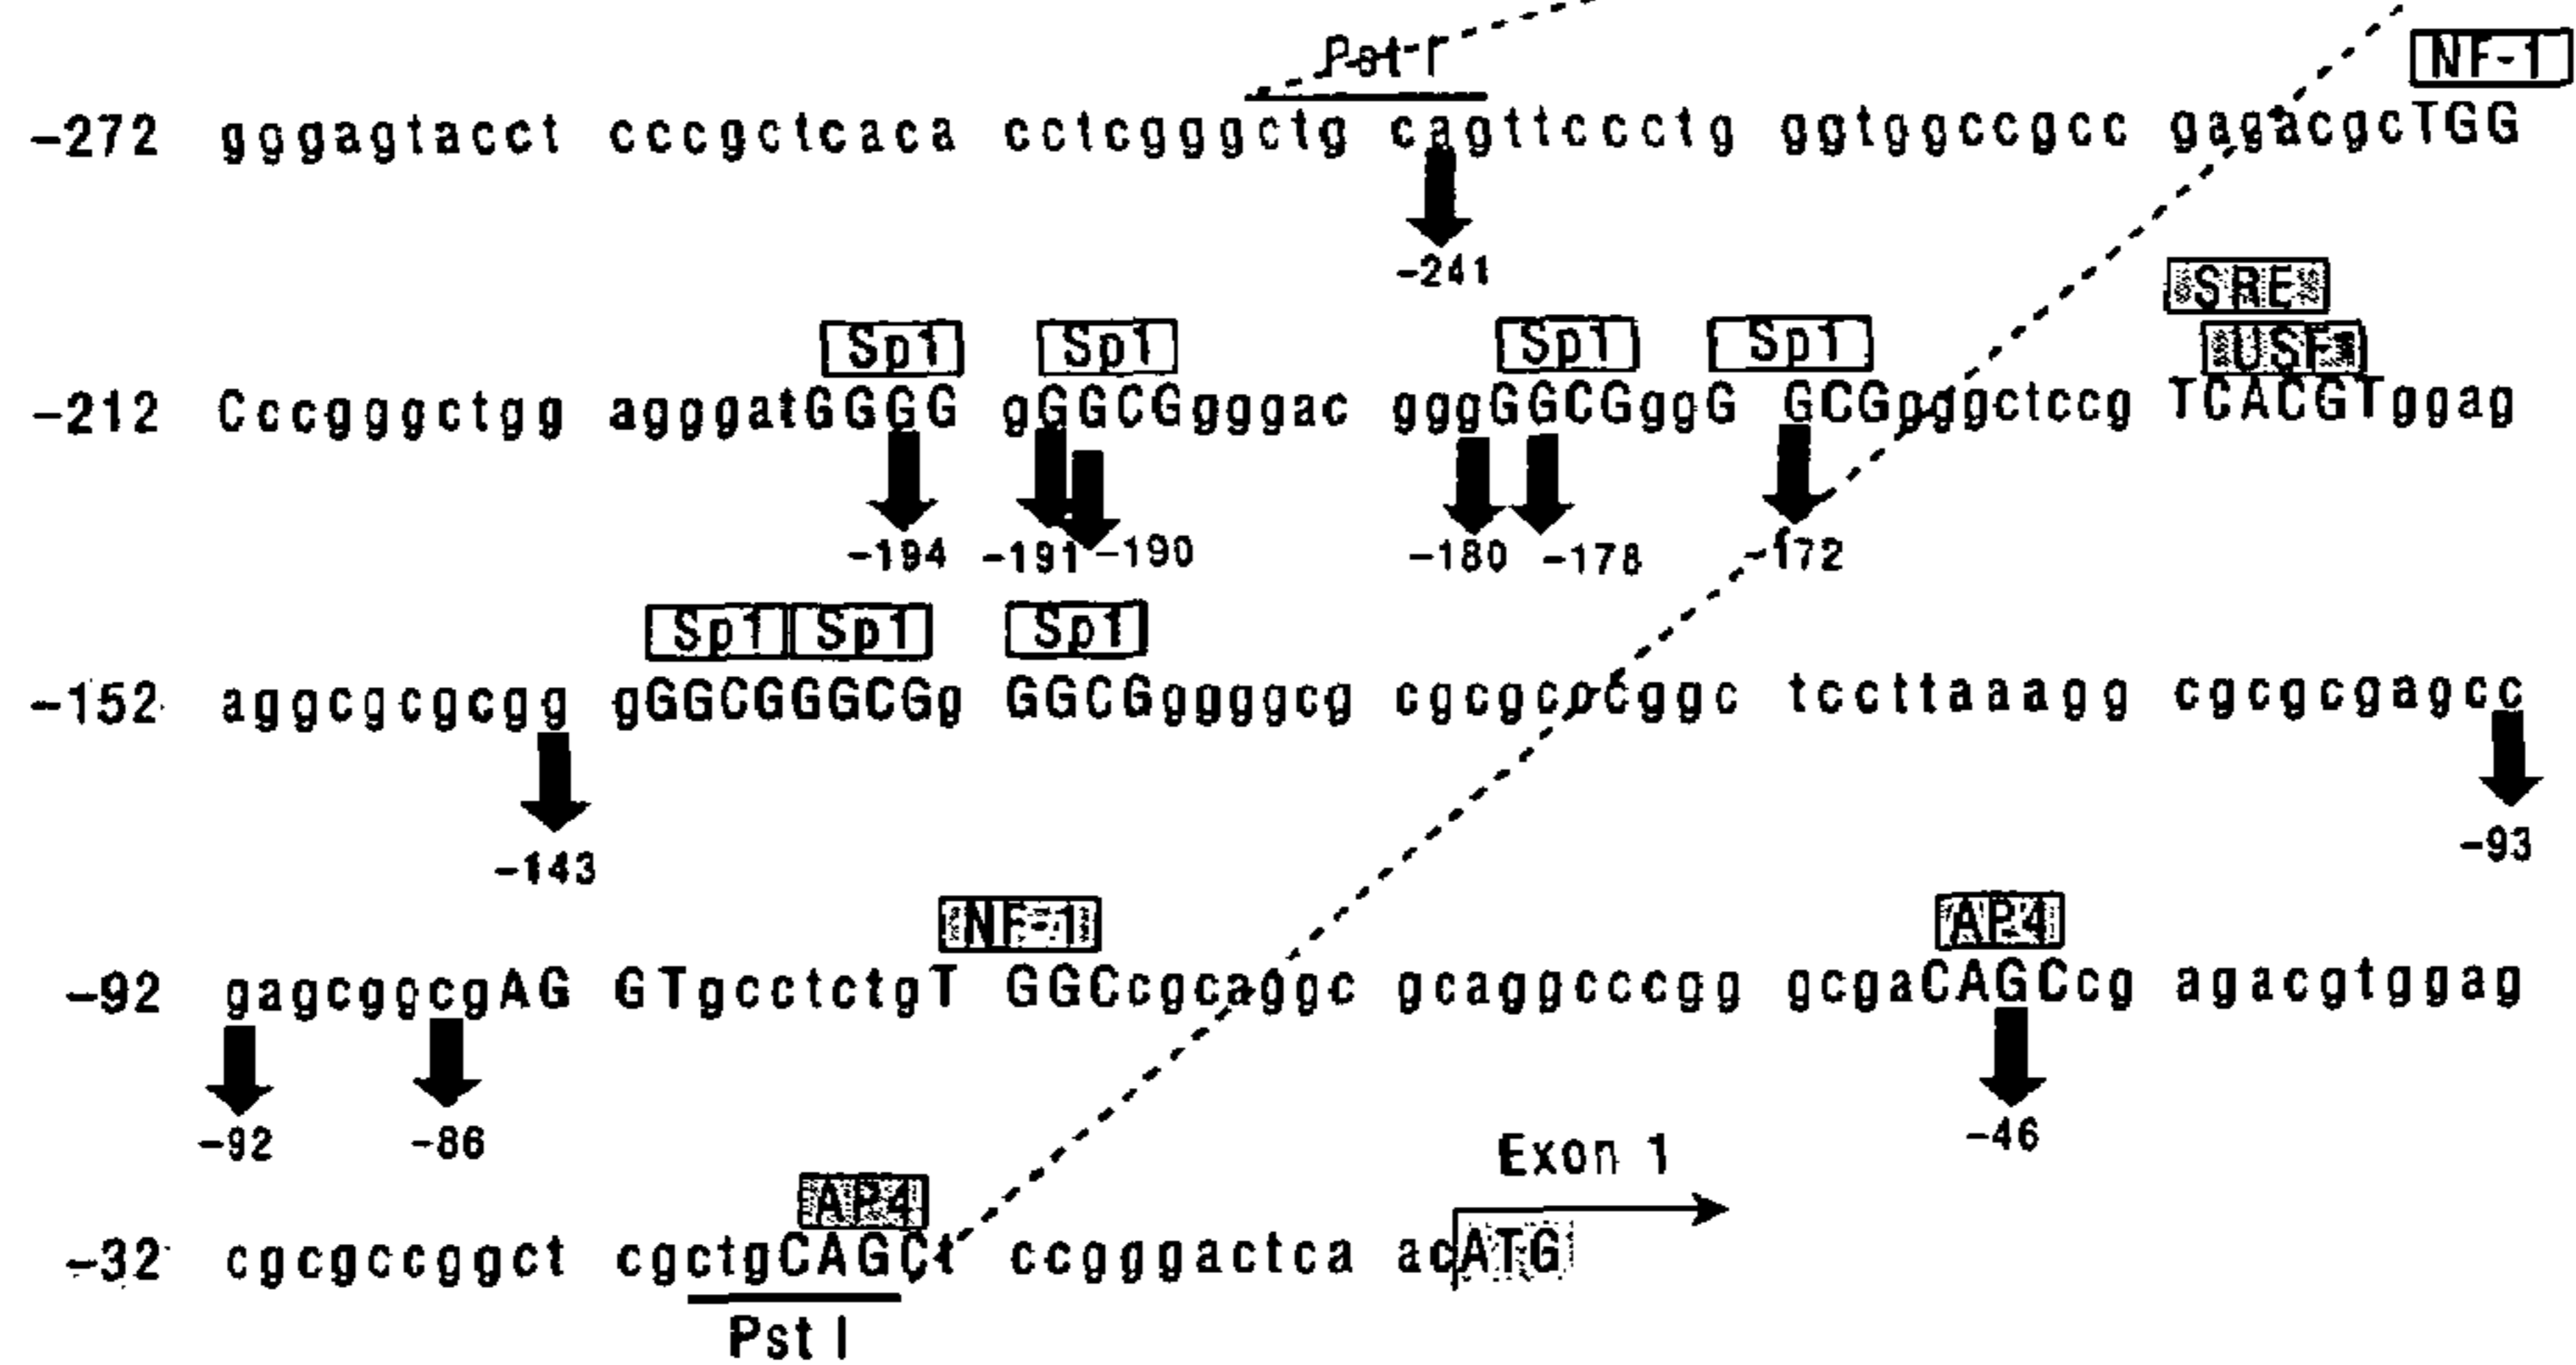 Pst I NF-1
-272 gggagtacct cccgctcaca cctcgggctg cagttccctg ggtggccgcc gagacgcTGG
-241
SRE
Sp1 Sp1 Sp1 Sp1 USF
-212 Cccgggctgg agggatGGGG gGGCGgggac gggGGCGggG GCGgggctccg TCACGTggag
-194 -191 -190 -180 -178 -172
Sp1 Sp1 Sp1
-152 aggcgcgcgg gGGCGGGCGg GGCGggggcg cgcgcccggc tccttaaagg cgcgcgagcc
-143 -93
NF-1 AP4
-92 gagcggcgAG GTgcctctgT GGCcgcaggc gcaggcccgg gcgaCAGCcg agacgtggag
-92 -86 -46
Exon 1
AP4
-32 cgcgccggct cgctgCAGCt ccgggactca acATG
Pst I